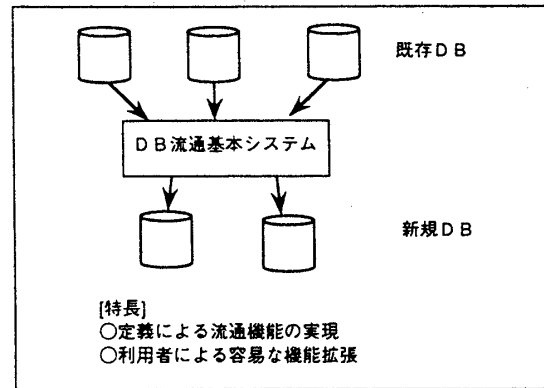 既存ＤＢ
ＤＢ流通基本システム
新規ＤＢ
[特長]
○定義による流通機能の実現
○利用者による容易な機能拡張